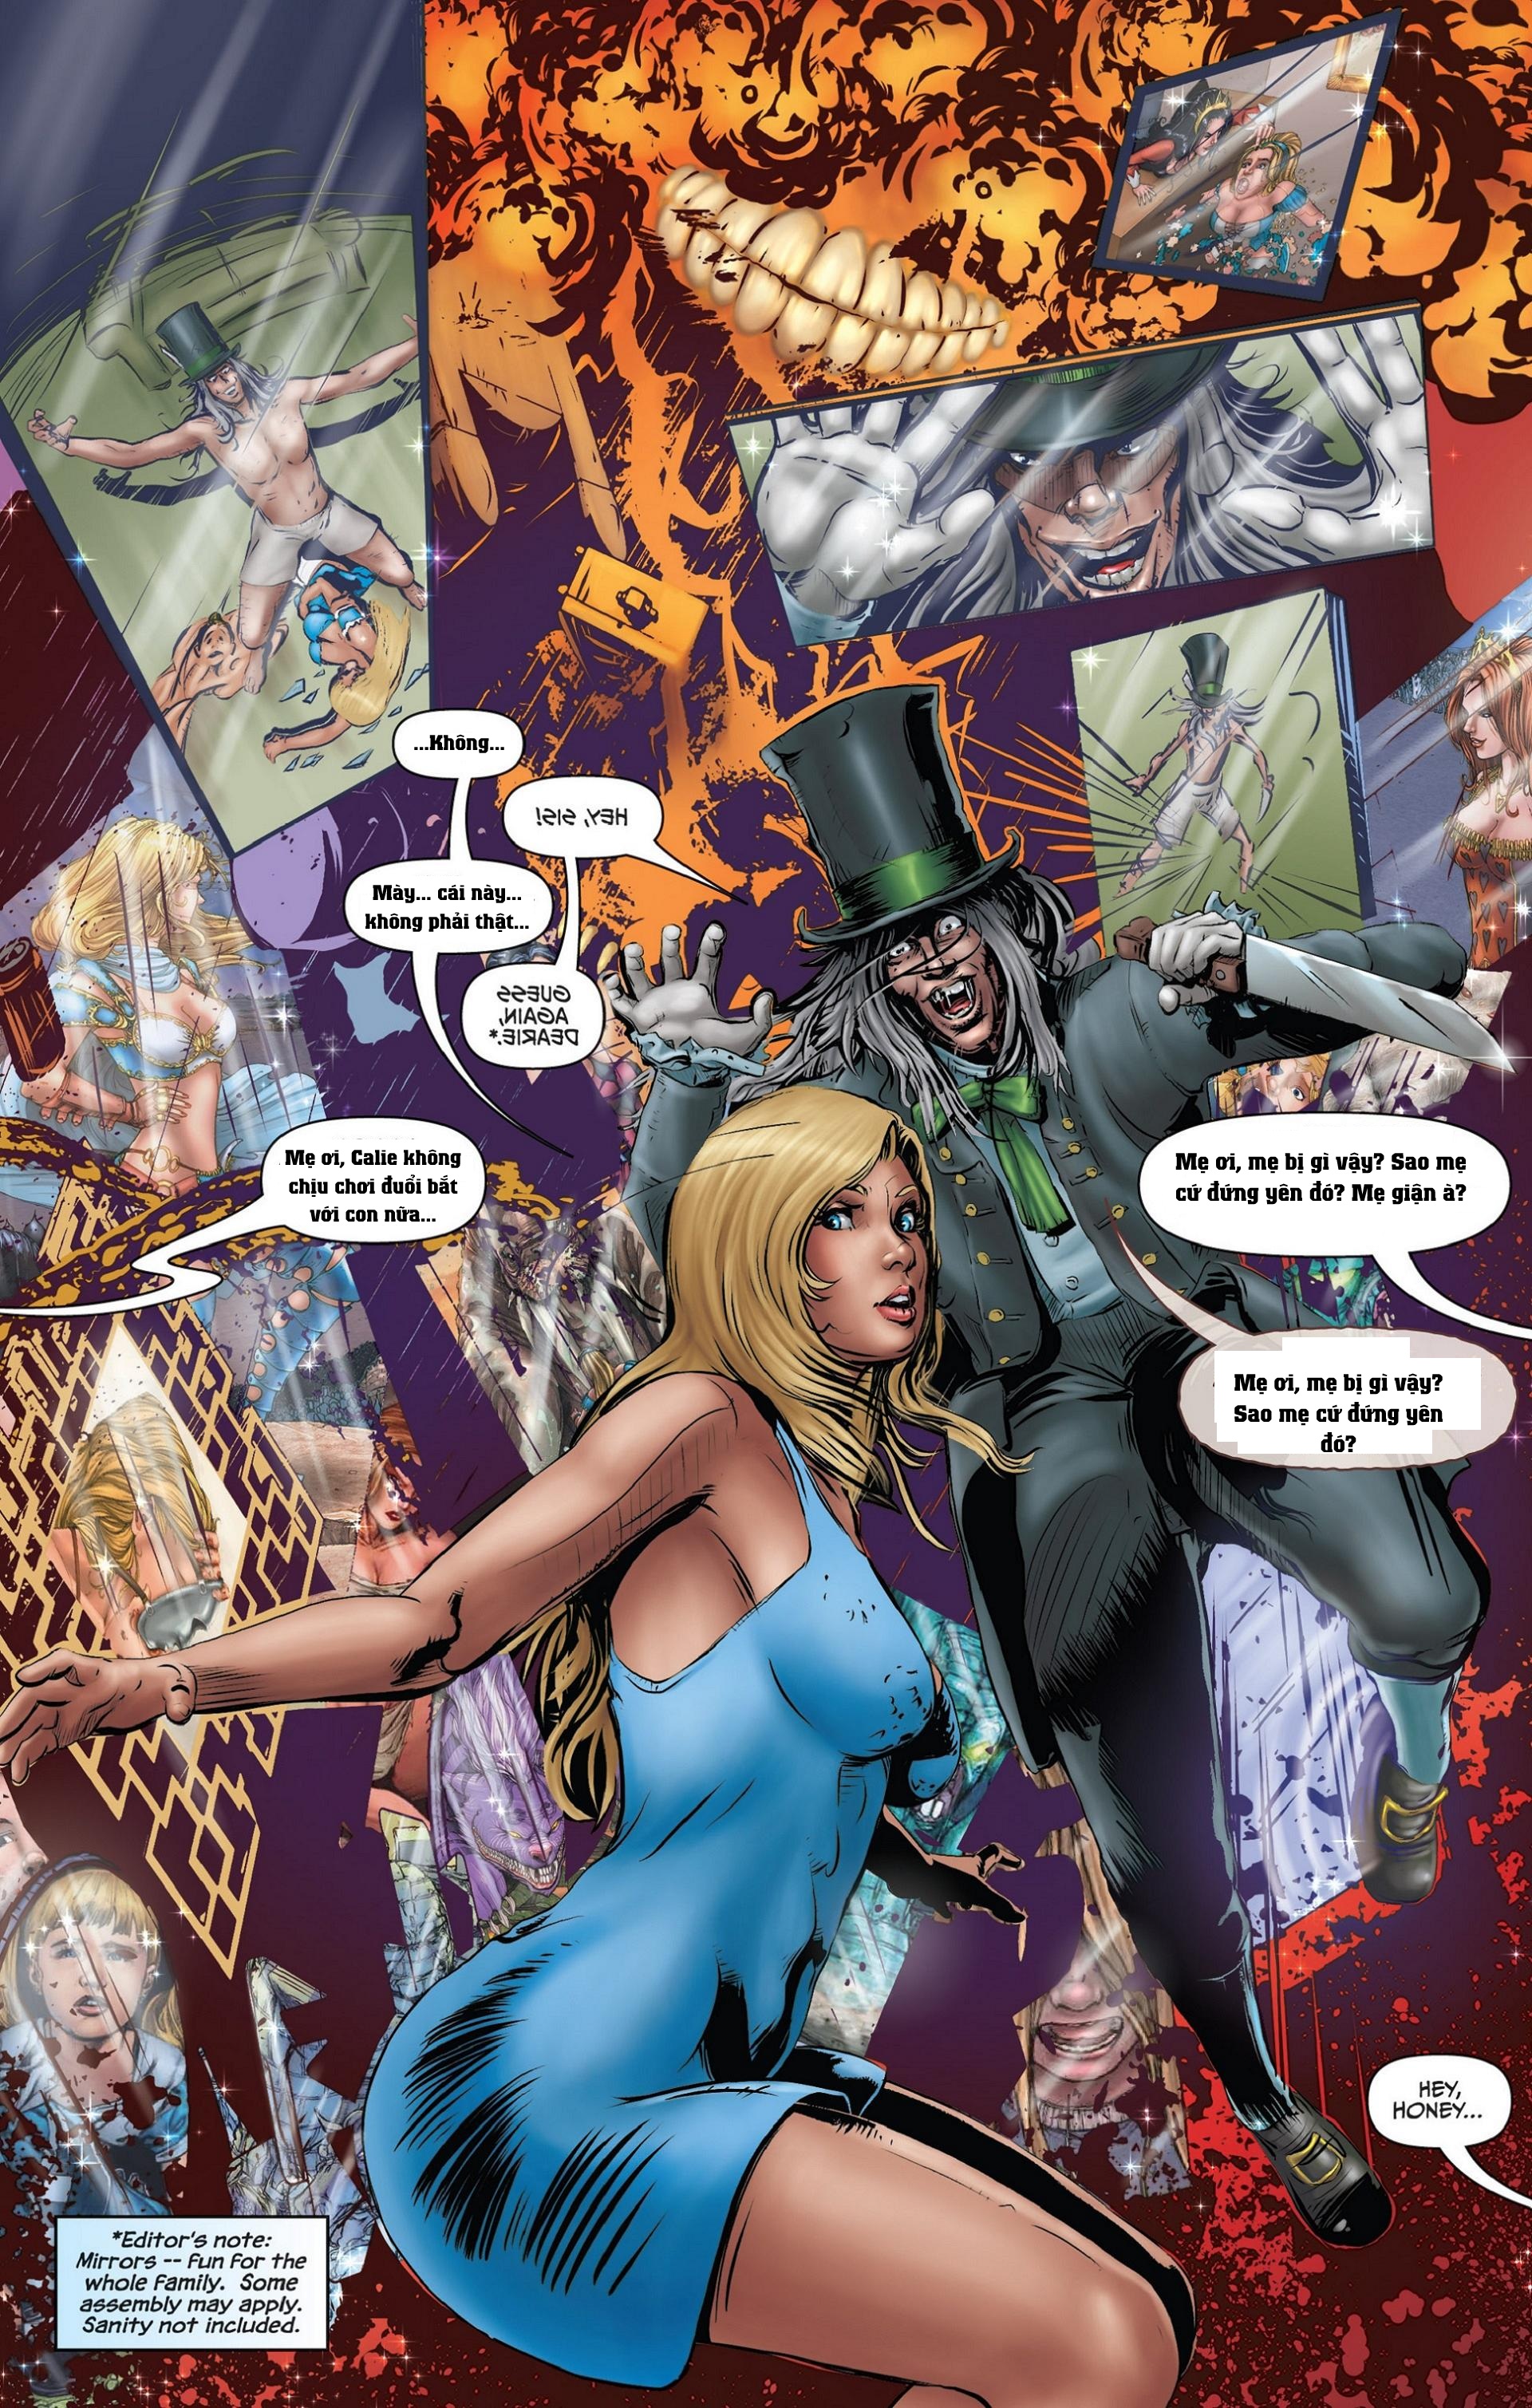 ...Không...
HEY, SIS!
Mày... cái này...
không phải thật...
GUESS
AGAIN,
DEARIE.*
Mẹ ơi, Calie không
chịu chơi đuổi bắt
với con nữa...
Mẹ ơi, mẹ bị gì vậy? Sao mẹ
cứ đứng yên đó? Mẹ giận à?
Mẹ ơi, mẹ bị gì vậy?
Sao mẹ cứ đứng yên
đó?
HEY,
HONEY...
*Editor's note:
Mirrors -- fun for the
whole family. Some
assembly may apply.
Sanity not included.